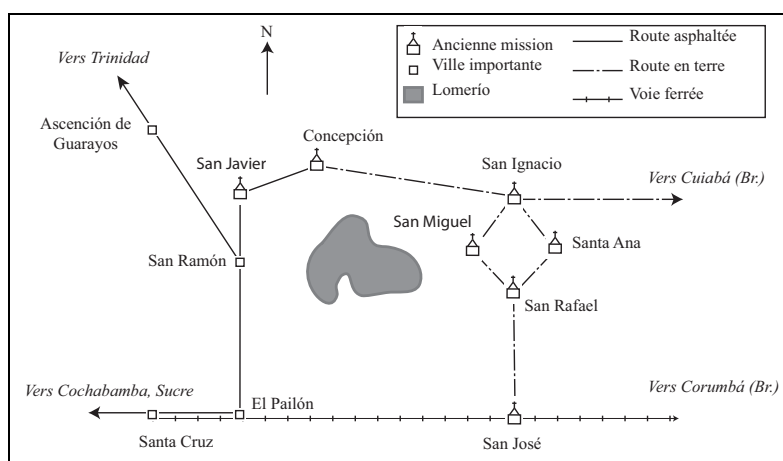 N
Vers Trinidad
Ascención de
Guarayos
San Javier
Concepción
San Ignacio
Vers Cuiabá (Br.)
San Miguel
Santa Ana
San Ramón
San Rafael
Vers Cochabamba, Sucre
El Pailón
Vers Corumbá (Br.)
Santa Cruz
San José
Ancienne mission
Ville importante
Lomerío
Route asphaltée
Route en terre
Voie ferrée